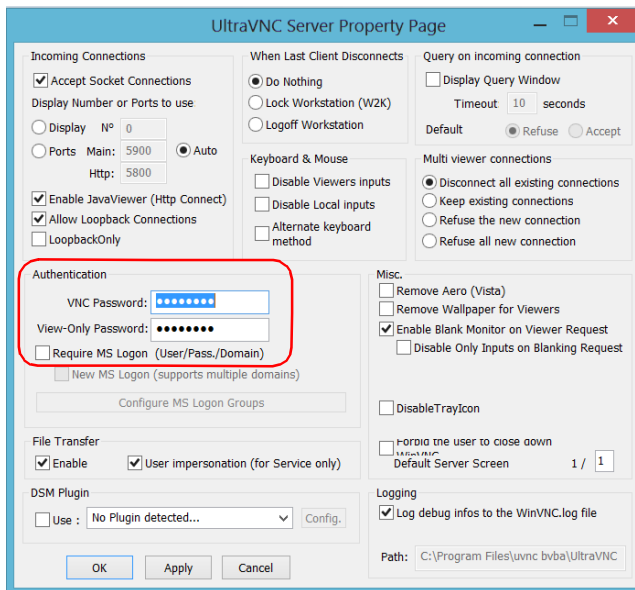 UltraVNC Server Property Page
Incoming Connections
Accept Socket Connections
Display Number or Ports to use
Display Nº 0
Ports Main: 5900 Auto
Http: 5800
Enable JavaViewer (Http Connect)
Allow Loopback Connections
LoopbackOnly
When Last Client Disconnects
Do Nothing
Lock Workstation (W2K)
Logoff Workstation
Keyboard & Mouse
Disable Viewers inputs
Disable Local inputs
Alternate keyboard
method
Query on incoming connection
Display Query Window
Timeout 10 seconds
Default Refuse Accept
Multi viewer connections
Disconnect all existing connections
Keep existing connections
Refuse the new connection
Refuse all new connection
Authentication
VNC Password:
View-Only Password:
Require MS Logon (User/Pass./Domain)
New MS Logon (supports multiple domains)
Configure MS Logon Groups
Misc.
Remove Aero (Vista)
Remove Wallpaper for Viewers
Enable Blank Monitor on Viewer Request
Disable Only Inputs on Blanking Request
DisableTrayIcon
Forbid the user to close down
WinVNC
Default Server Screen 1 / 1
File Transfer
Enable User impersonation (for Service only)
DSM Plugin
Use : No Plugin detected... Config.
Logging
Log debug infos to the WinVNC.log file
Path: C:\Program Files\uvnc bvba\UltraVNC
OK Apply Cancel